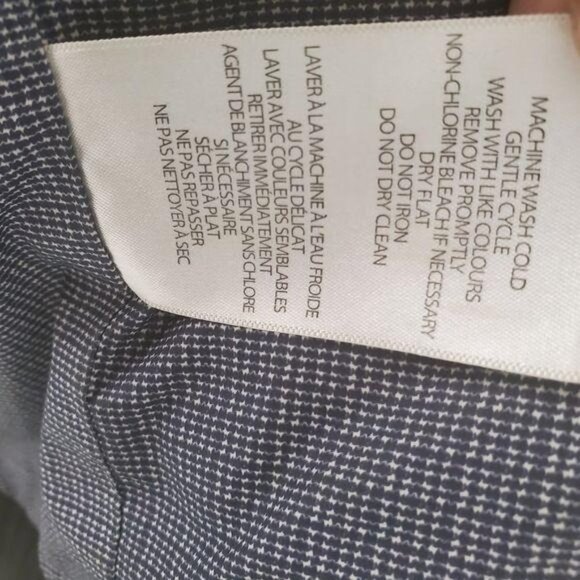 MACHINE WASH COLD
GENTLE CYCLE
WASH WITH LIKE COLOURS
REMOVE PROMPTLY
NON-CHLORINE BLEACH IF NECESSARY
DRY FLAT
DO NOT IRON
DO NOT DRY CLEAN
LAVER À LA MACHINE À L'EAU FROIDE
AU CYCLE DÉLICAT
LAVER AVEC COULEURS SEMBLABLES
RETIRER IMMÉDIATEMENT
AGENT DE BLANCHIMENT SANS CHLORE
SI NÉCESSAIRE
SÉCHER À PLAT
NE PAS REPASSER
NE PAS NETTOYER À SEC